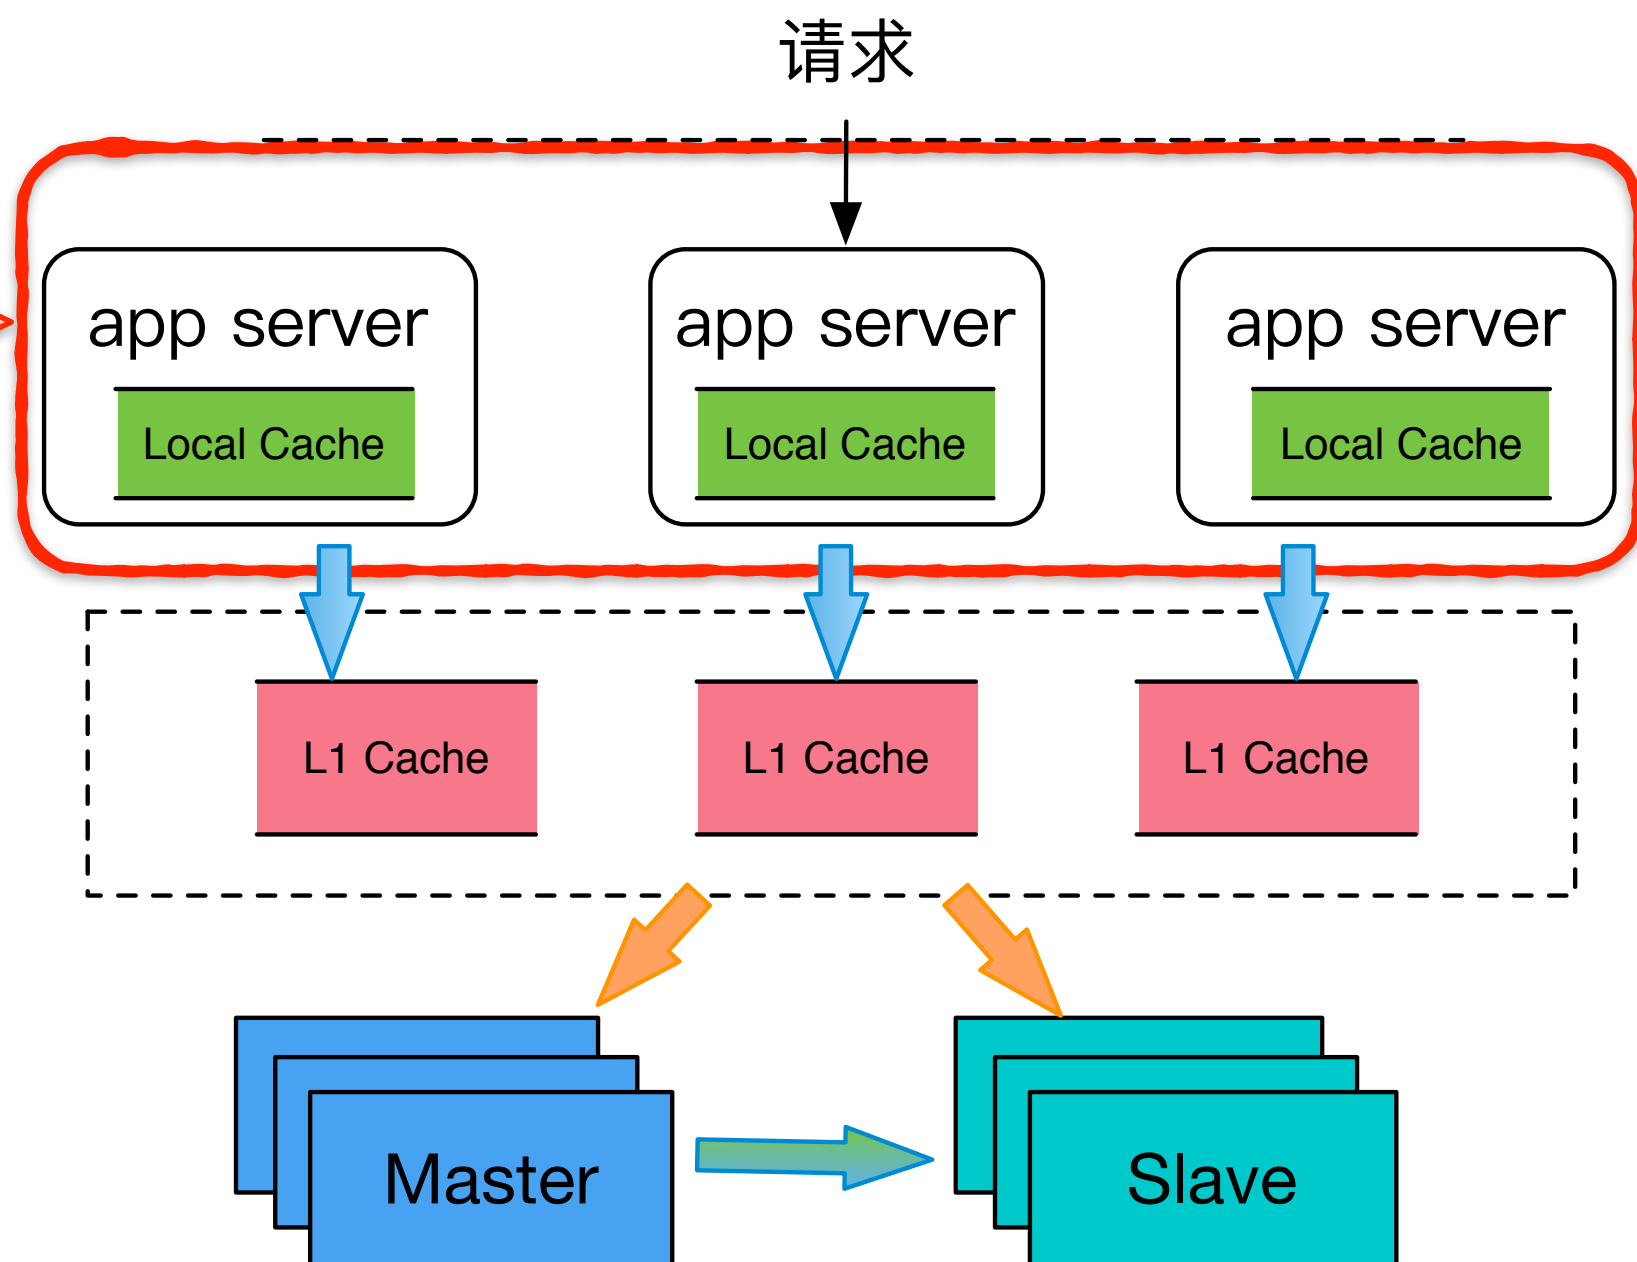 请求
app server
app server
app server
Local Cache
Local Cache
Local Cache
L1 Cache
L1 Cache
L1 Cache
Master
Slave